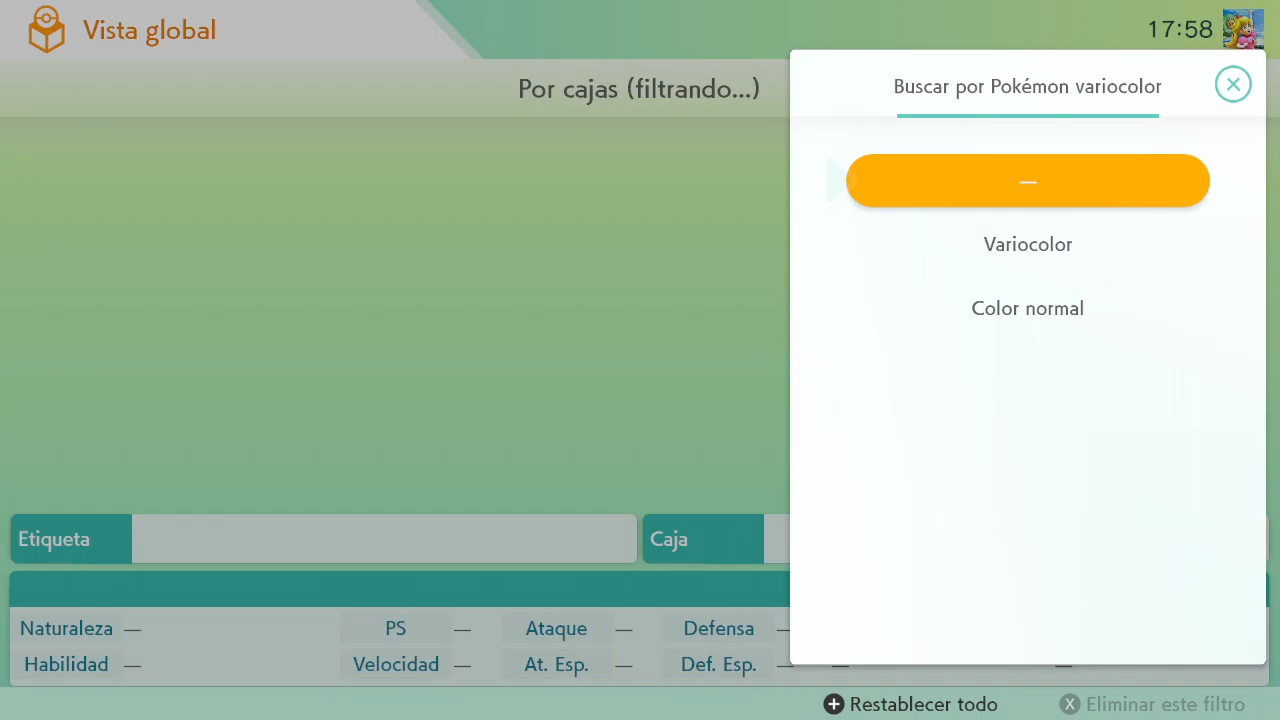 Vista global
17:58
Por cajas (filtrando...)
Buscar por Pokémon variocolor
—
Variocolor
Color normal
Etiqueta
Caja
Naturaleza — PS — Ataque — Defensa —
Habilidad — Velocidad — At. Esp. — Def. Esp. — — —
+ Restablecer todo X Eliminar este filtro